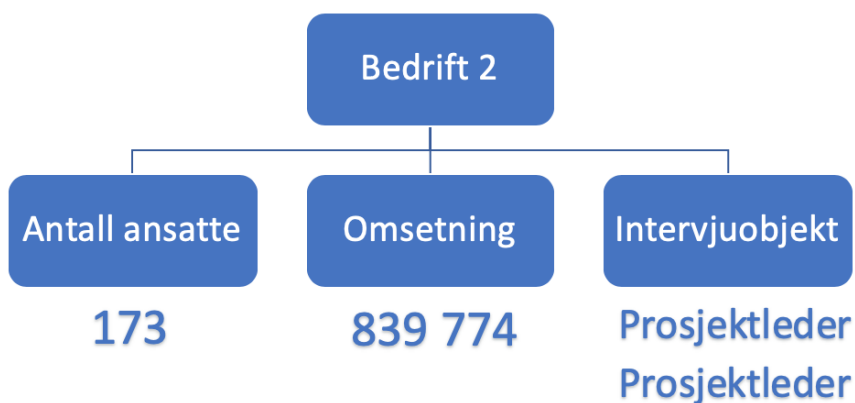 Bedrift 2
Antall ansatte
Omsetning
Intervjuobjekt
173
839 774
Prosjektleder
Prosjektleder